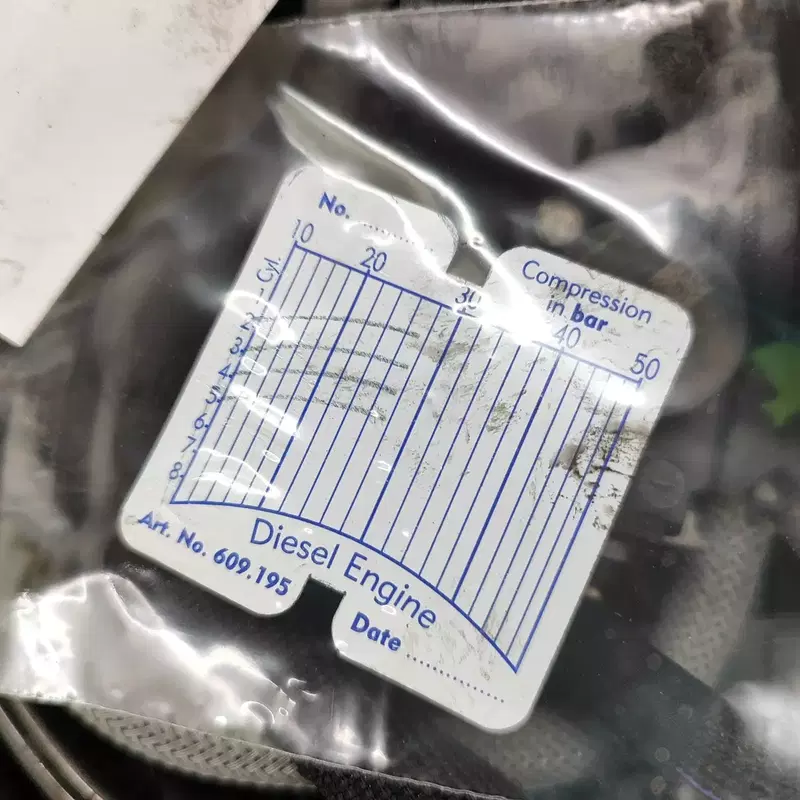 No. ..............
Compression
in bar
10 20 30 40 50
Cyl.
2
3
4
5
6
7
8
Diesel Engine
Art. No. 609.195
Date ................